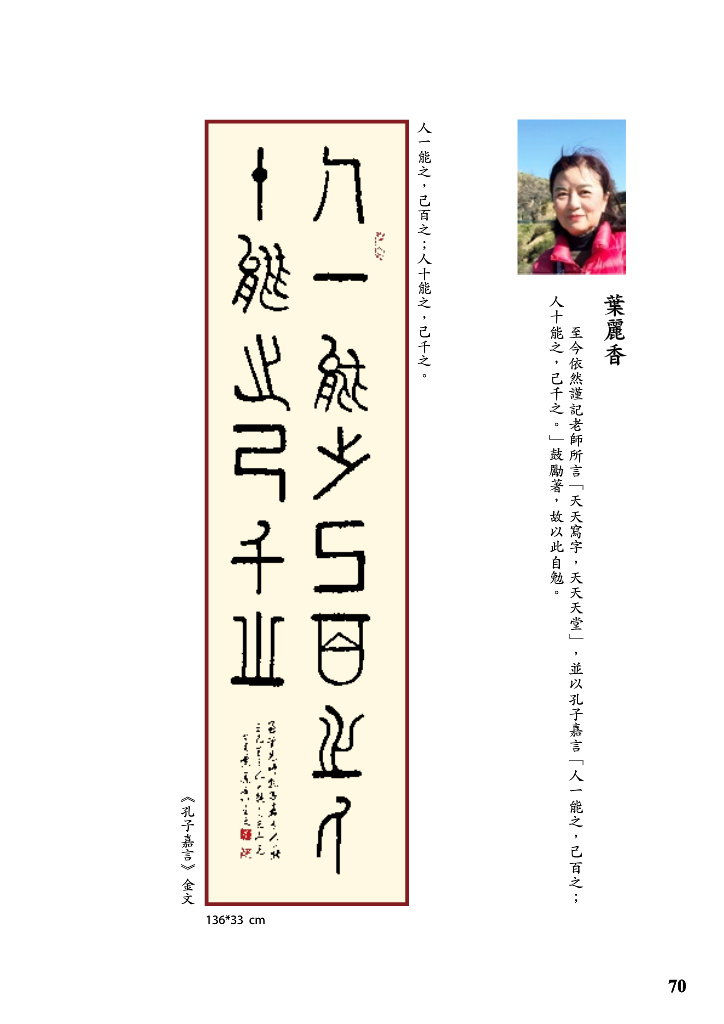 葉麗香
至今依然謹記老師所言「天天寫字，天天天堂」，並以孔子嘉言「人一能之，己百之；
人十能之，己千之。」鼓勵著，故以此自勉。
人一能之，己百之；人十能之，己千之。
人一能之己百之人
十能之己千之
《孔子嘉言》金文
136*33 cm
70